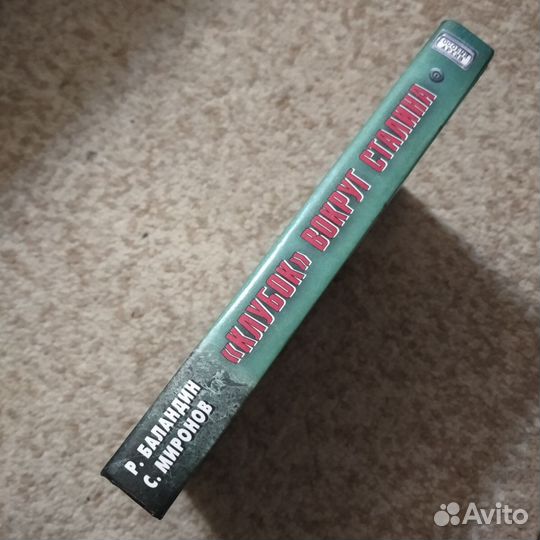 Р. БАЛАНДИН
С. МИРОНОВ
«КЛУБОК» ВОКРУГ СТАЛИНА
Avito